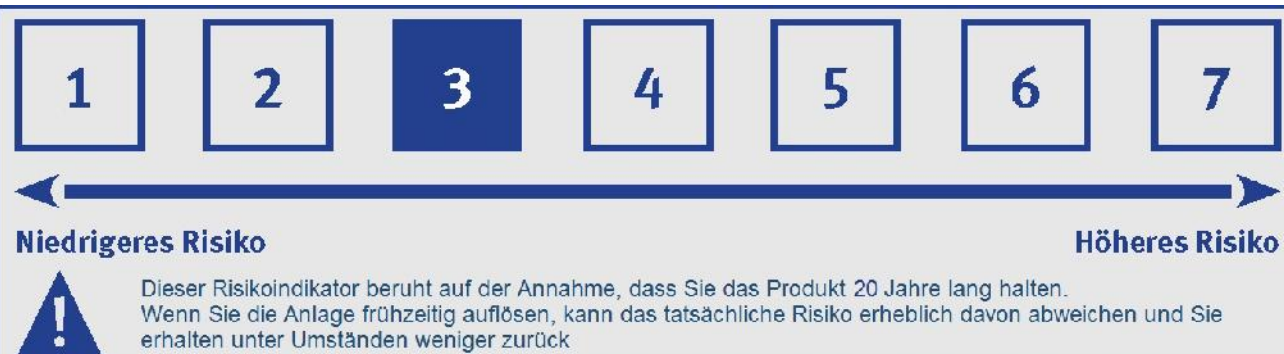 1 2 3 4 5 6 7
Niedrigeres Risiko Höheres Risiko
!
Dieser Risikoindikator beruht auf der Annahme, dass Sie das Produkt 20 Jahre lang halten.
Wenn Sie die Anlage frühzeitig auflösen, kann das tatsächliche Risiko erheblich davon abweichen und Sie
erhalten unter Umständen weniger zurück